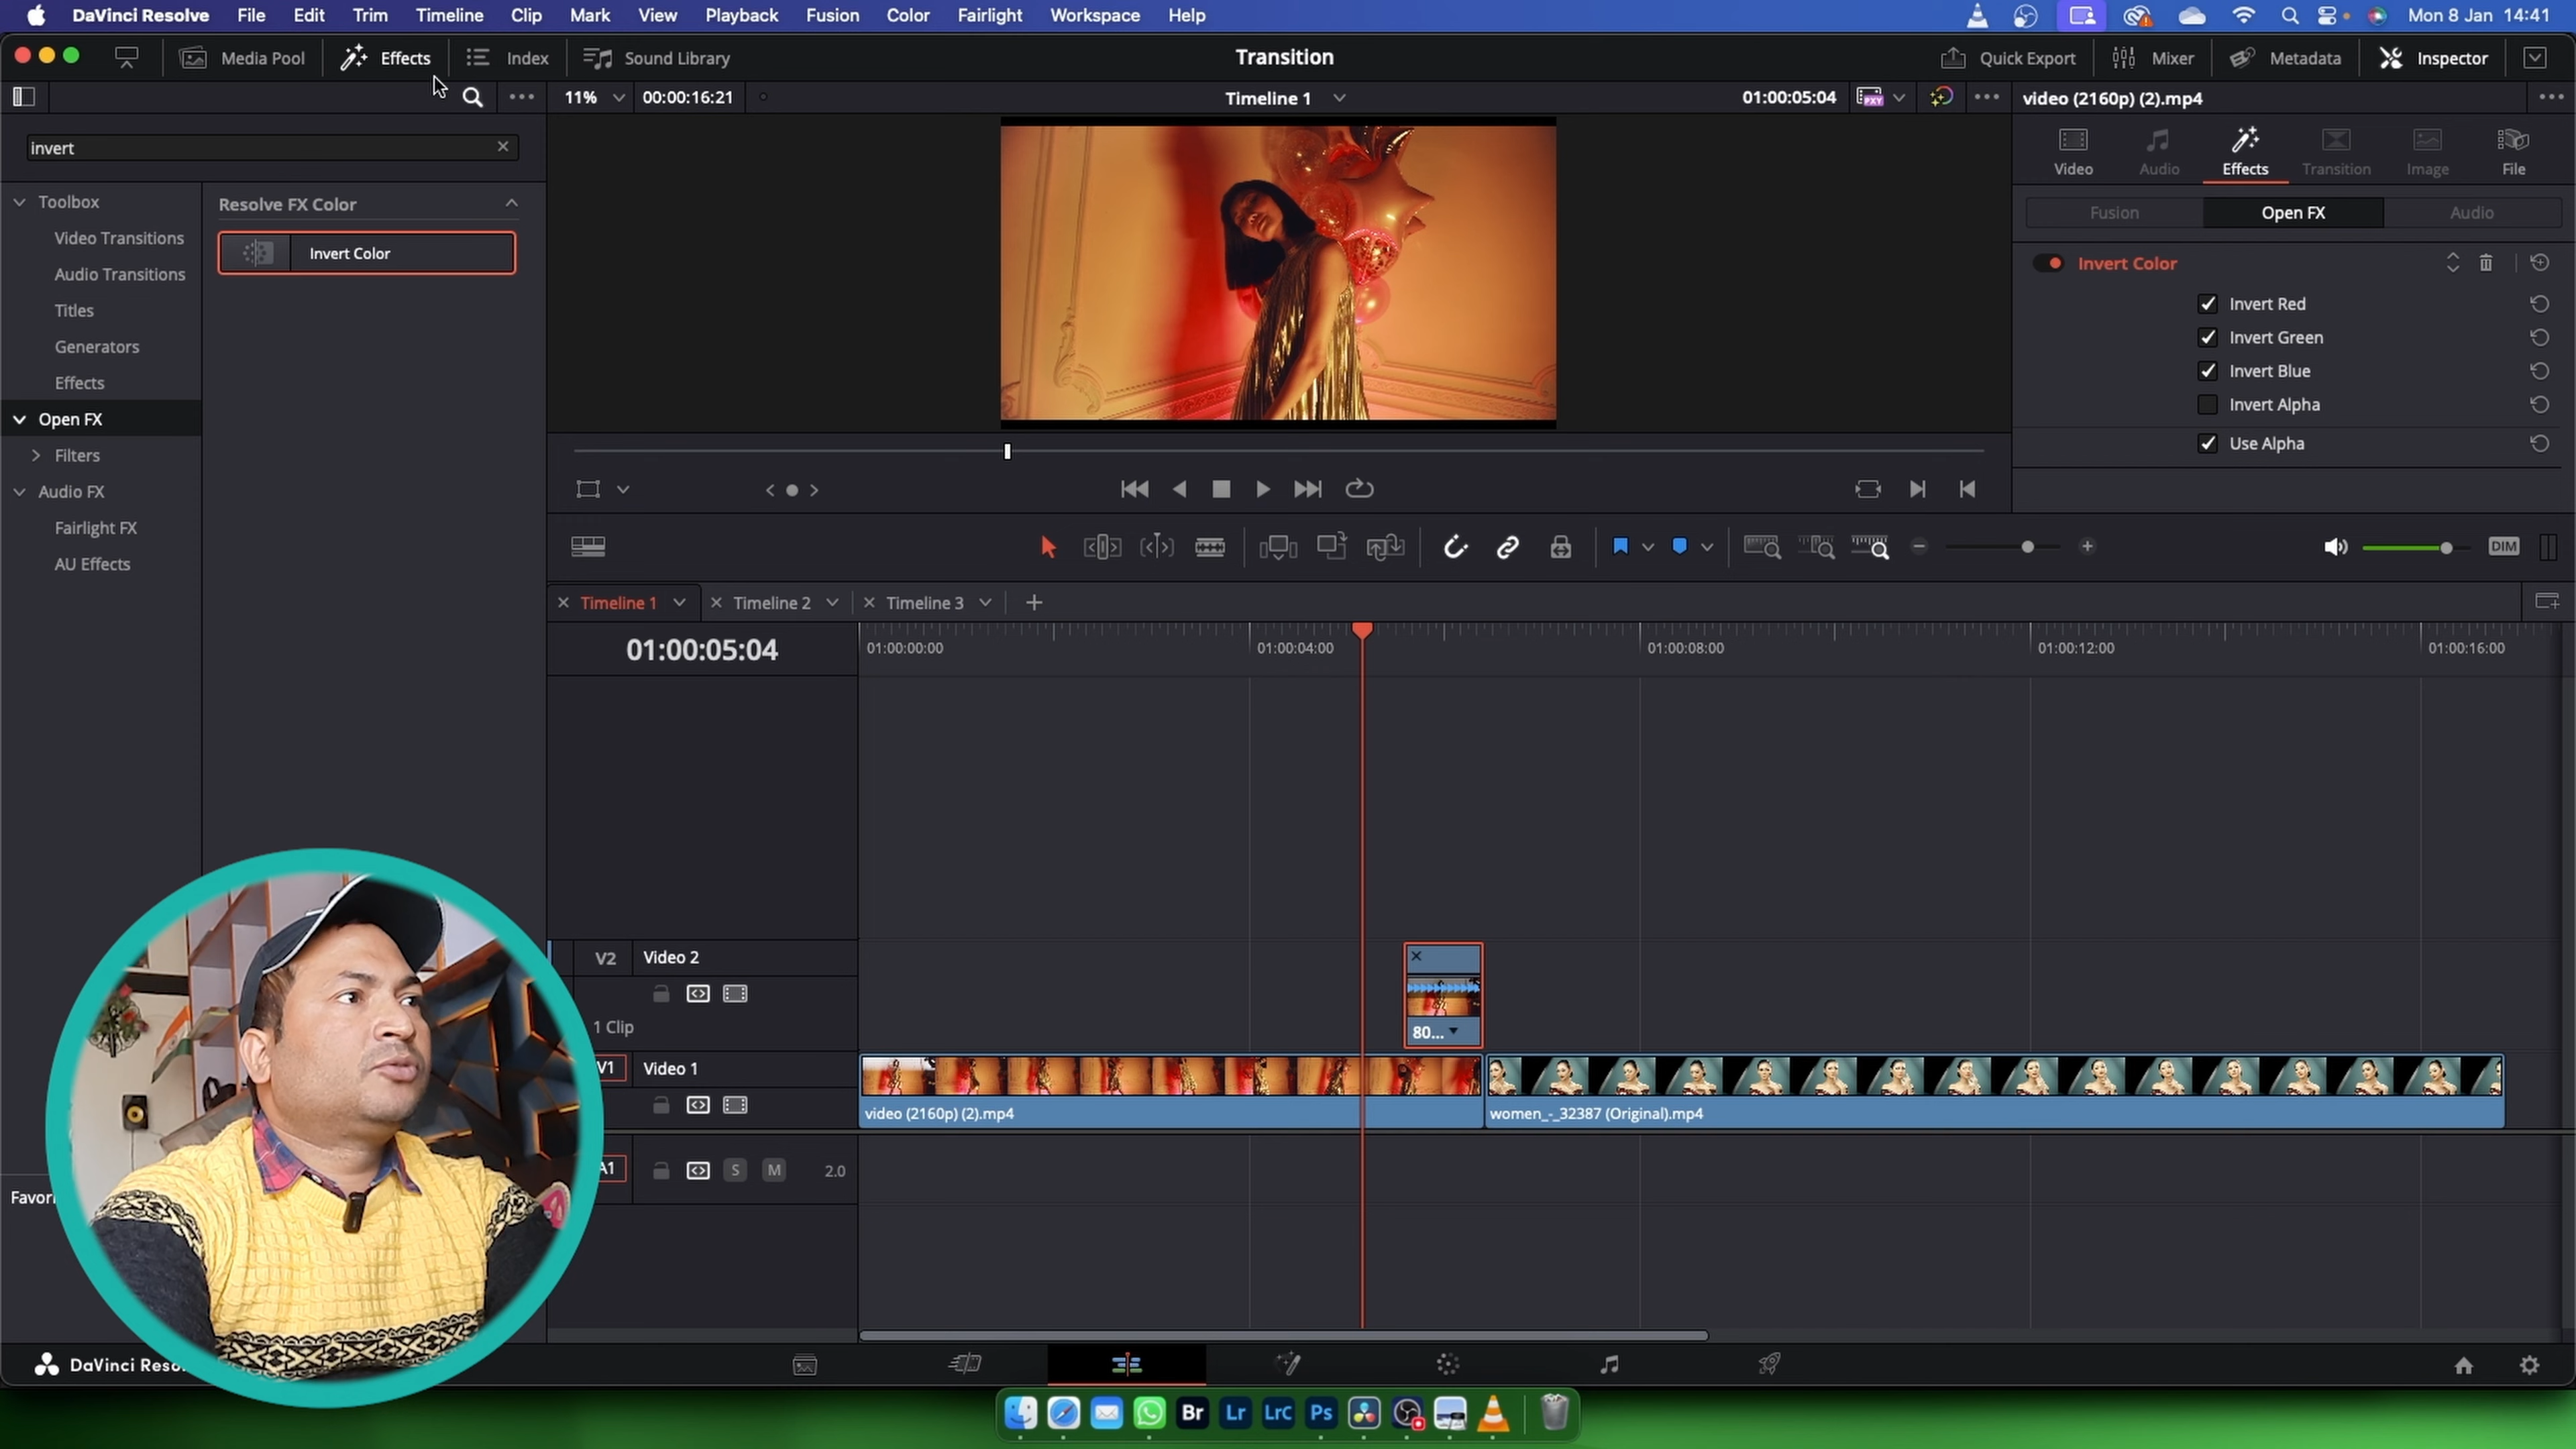 DaVinci Resolve File Edit Trim Timeline Clip Mark View Playback Fusion Color Fairlight Workspace Help Mon 8 Jan 14:41
Media Pool Effects Index Sound Library Transition Quick Export Mixer Metadata Inspector
11% 00:00:16:21 Timeline 1 01:00:05:04 PXY video (2160p) (2).mp4
invert
Video Audio Effects Transition Image File
Toolbox
Video Transitions
Audio Transitions
Titles
Generators
Effects
Open FX
Filters
Audio FX
Fairlight FX
AU Effects
Resolve FX Color
Invert Color
Fusion Open FX Audio
Invert Color
Invert Red
Invert Green
Invert Blue
Invert Alpha
Use Alpha
DIM
Timeline 1 Timeline 2 Timeline 3
01:00:05:04
01:00:00:00 01:00:04:00 01:00:08:00 01:00:12:00 01:00:16:00
V2 Video 2
1 Clip
80...
V1 Video 1
video (2160p) (2).mp4 women_-_32387 (Original).mp4
A1 S M 2.0
DaVinci
Br Lr LrC Ps